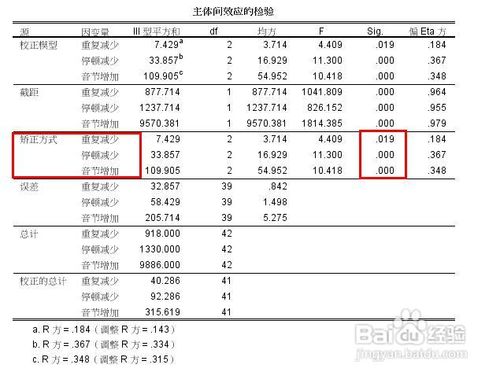 主体间效应的检验
源 因变量 III 型平方和 df 均方 F Sig. 偏 Eta 方
校正模型 重复减少 7.429a 2 3.714 4.409 .019 .184
停顿减少 33.857b 2 16.929 11.300 .000 .367
音节增加 109.905c 2 54.952 10.418 .000 .348
截距 重复减少 877.714 1 877.714 1041.809 .000 .964
停顿减少 1237.714 1 1237.714 826.152 .000 .955
音节增加 9570.381 1 9570.381 1814.385 .000 .979
矫正方式 重复减少 7.429 2 3.714 4.409 .019 .184
停顿减少 33.857 2 16.929 11.300 .000 .367
音节增加 109.905 2 54.952 10.418 .000 .348
误差 重复减少 32.857 39 .842
停顿减少 58.429 39 1.498
音节增加 205.714 39 5.275
总计 重复减少 918.000 42
停顿减少 1330.000 42
音节增加 9886.000 42
校正的总计 重复减少 40.286 41
停顿减少 92.286 41
音节增加 315.619 41
a. R 方 = .184（调整 R 方 = .143）
b. R 方 = .367（调整 R 方 = .334）
c. R 方 = .348（调整 R 方 = .315）
Baidu 经验
jingyan.baidu.com